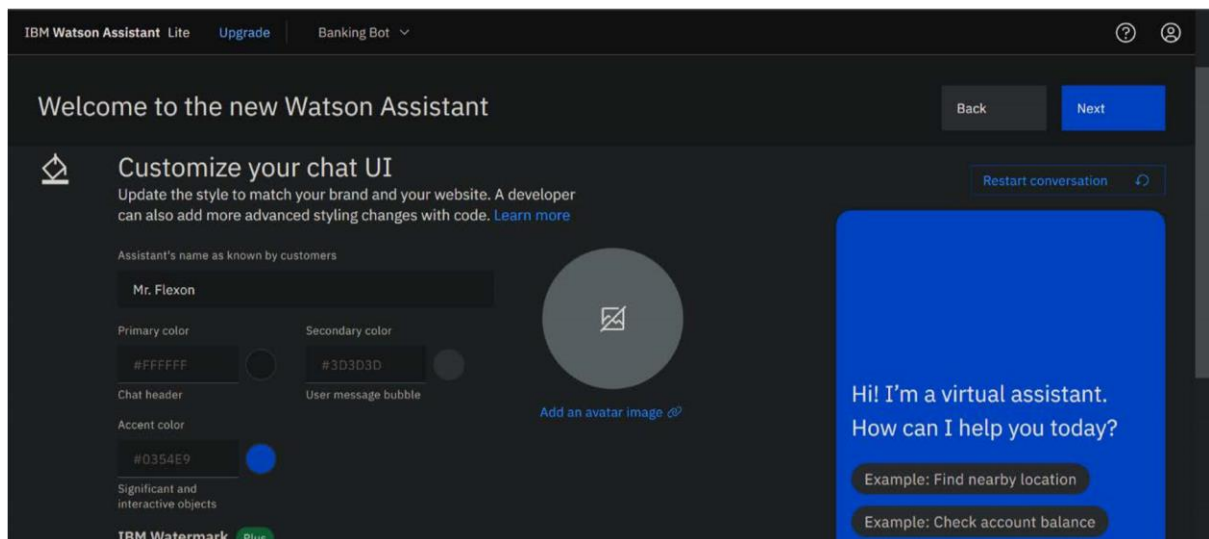 IBM Watson Assistant Lite Upgrade Banking Bot
Welcome to the new Watson Assistant
Back
Next
Customize your chat UI
Update the style to match your brand and your website. A developer
can also add more advanced styling changes with code. Learn more
Assistant's name as known by customers
Mr. Flexon
Primary color
Secondary color
#FFFFFF
#3D3D3D
Chat header
User message bubble
Accent color
#0354E9
Significant and
interactive objects
IBM Watermark Plus
Add an avatar image
Restart conversation
Hi! I'm a virtual assistant.
How can I help you today?
Example: Find nearby location
Example: Check account balance